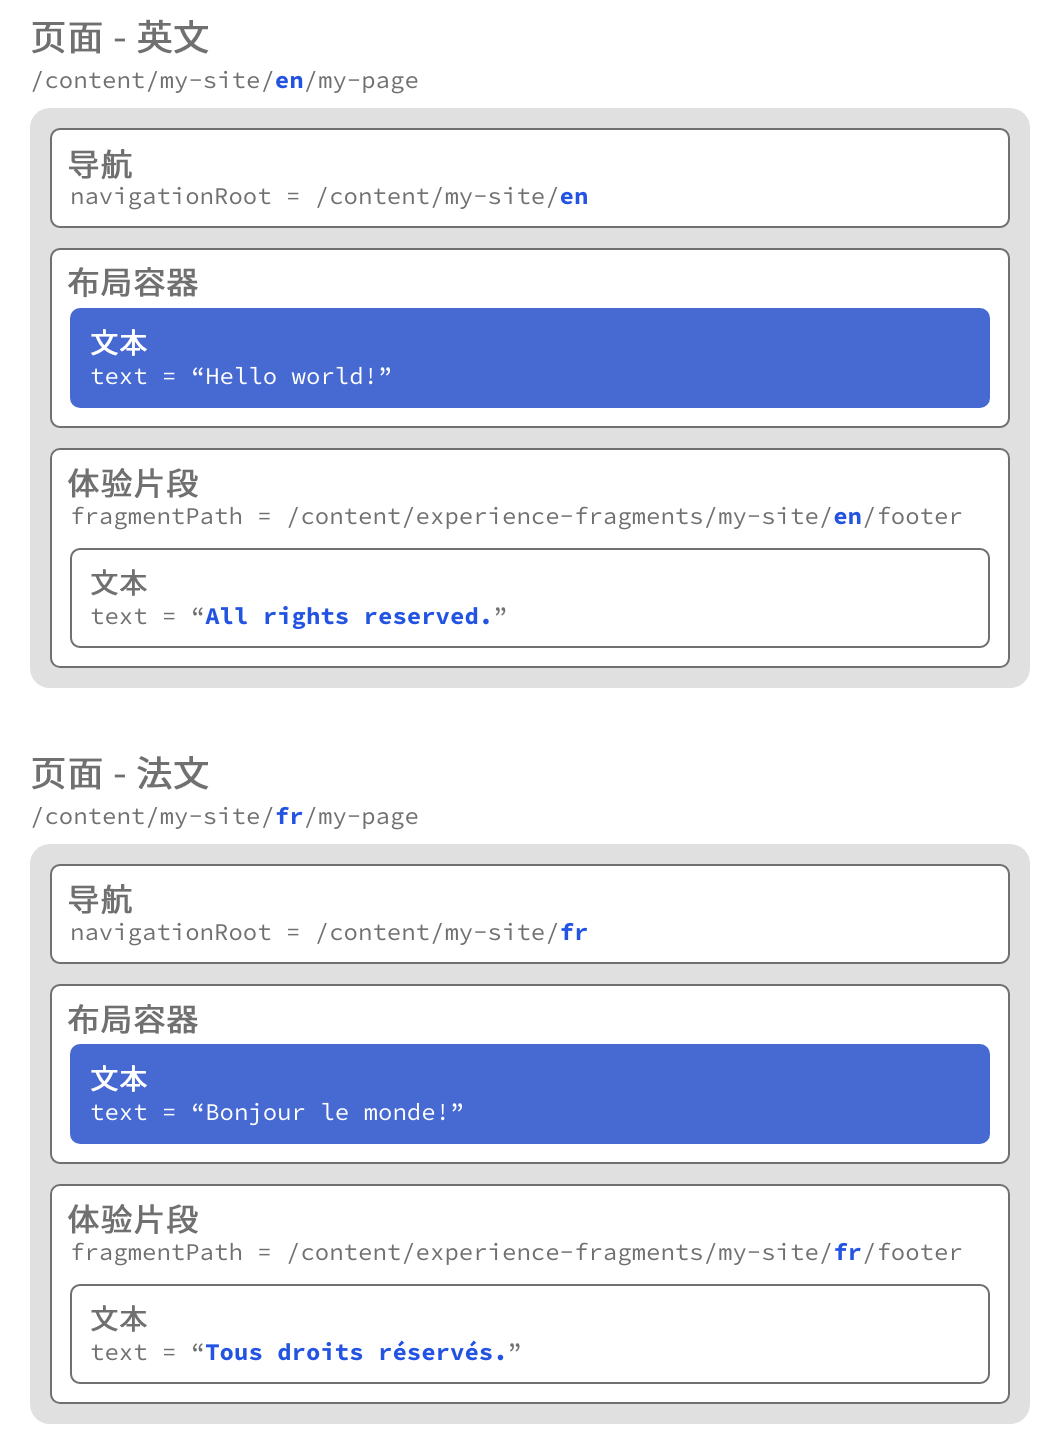 页面 - 英文
/content/my-site/en/my-page
导航
navigationRoot = /content/my-site/en
布局容器
文本
text = “Hello world!”
体验片段
fragmentPath = /content/experience-fragments/my-site/en/footer
文本
text = “All rights reserved.”
页面 - 法文
/content/my-site/fr/my-page
导航
navigationRoot = /content/my-site/fr
布局容器
文本
text = “Bonjour le monde!”
体验片段
fragmentPath = /content/experience-fragments/my-site/fr/footer
文本
text = “Tous droits réservés.”